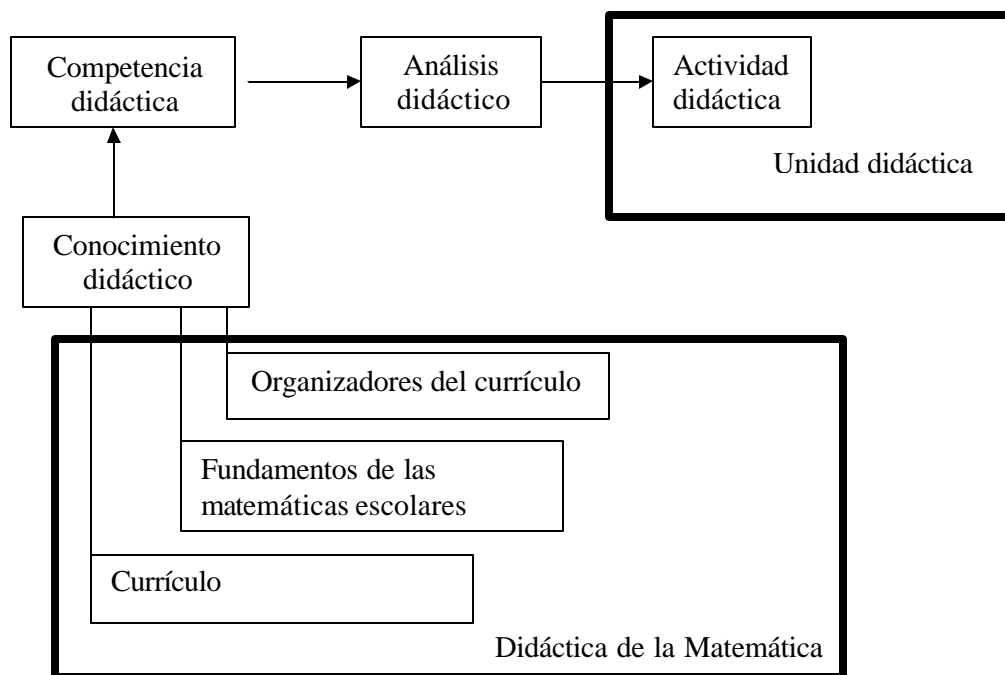 Competencia
didáctica
Análisis
didáctico
Actividad
didáctica
Unidad didáctica
Conocimiento
didáctico
Organizadores del currículo
Fundamentos de las
matemáticas escolares
Currículo
Didáctica de la Matemática